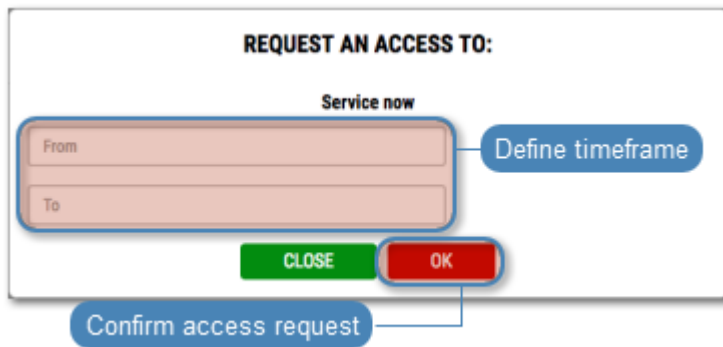 REQUEST AN ACCESS TO:
Service now
From
Define timeframe
To
CLOSE
OK
Confirm access request